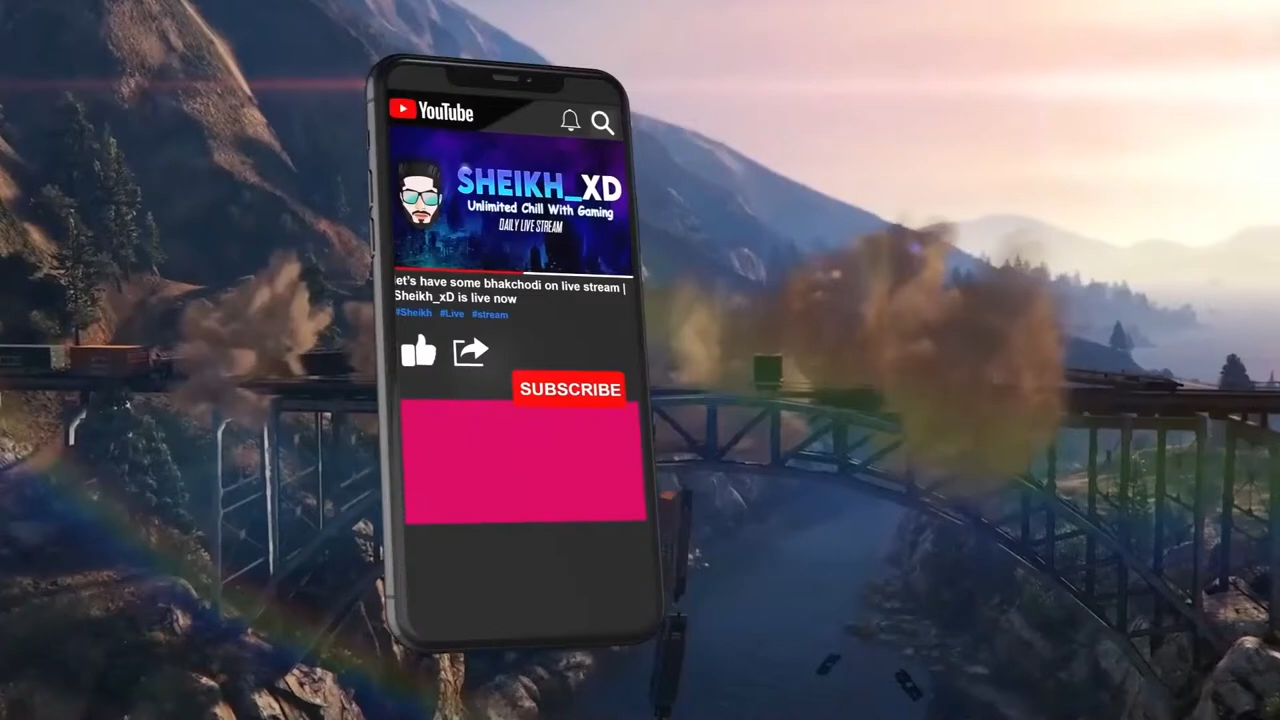 YouTube
SHEIKH_XD
Unlimited Chill With Gaming
DAILY LIVE STREAM
let's have some bhakchodi on live stream |
Sheikh_xD is live now
#Sheikh #Live #stream
SUBSCRIBE